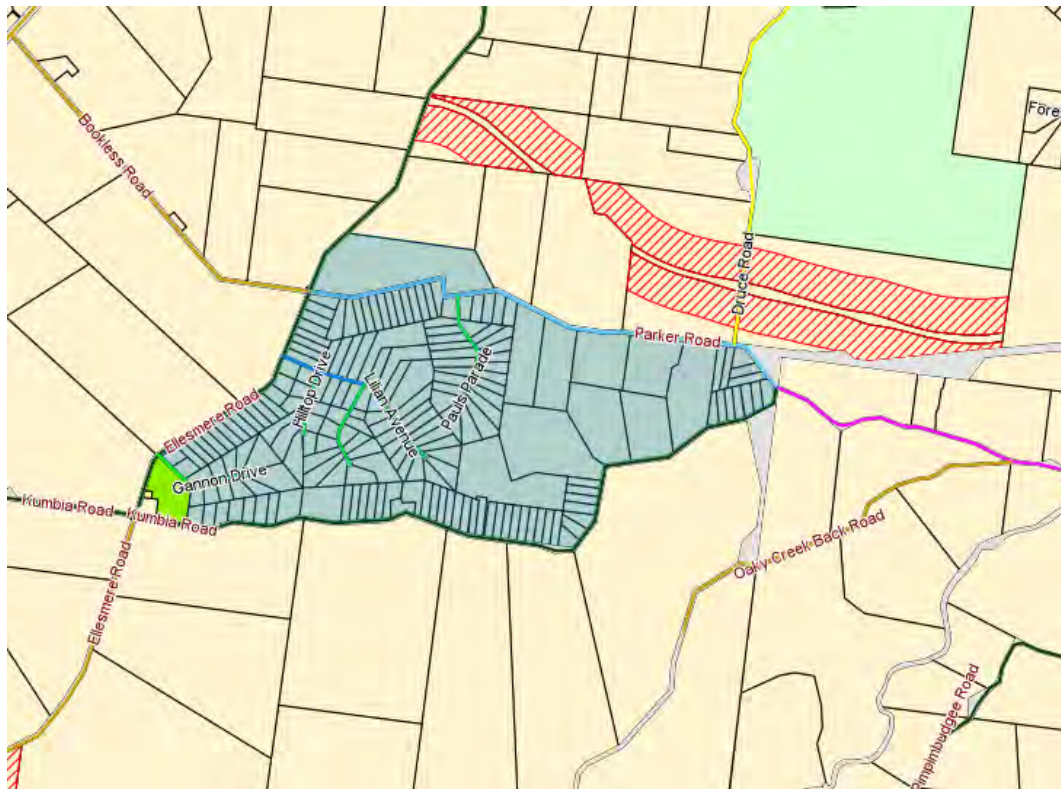 Före
Bookless Road
Druce Road
Parker Road
Hilltop Drive
Lillian Avenue
Pauls Parade
Ellesmere Road
Gannon Drive
Kumbia Road
Kumbia Road
Ellesmere Road
Oaky Creek Back Road
Pimpimbudgee Road